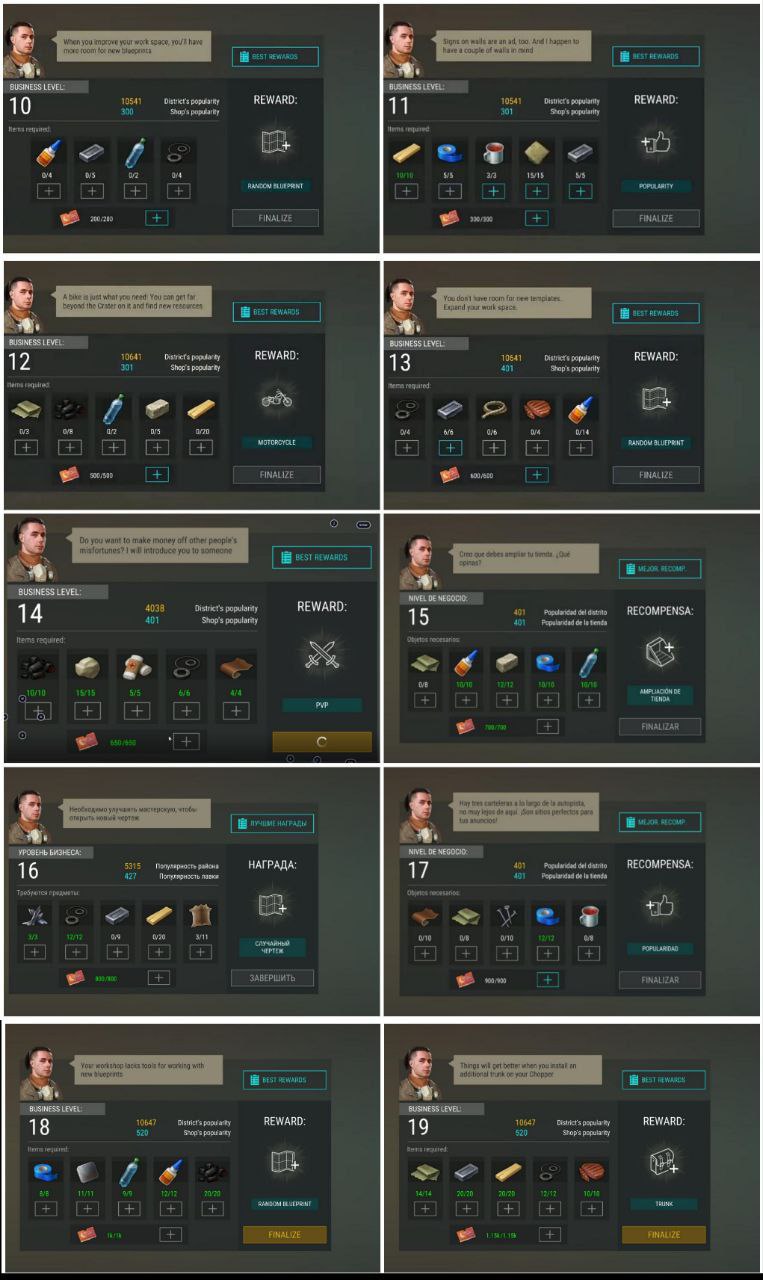 When you improve your work space, you'll have
more room for new blueprints
BEST REWARDS
BUSINESS LEVEL:
10
10541 District's popularity
300 Shop's popularity
Items required:
0/4 0/5 0/2 0/4
200/200
REWARD:
RANDOM BLUEPRINT
FINALIZE
Signs on walls are an ad, too. And I happen to
have a couple of walls in mind
BEST REWARDS
BUSINESS LEVEL:
11
10541 District's popularity
301 Shop's popularity
Items required:
10/10 5/5 3/3 15/15 5/5
300/300
REWARD:
POPULARITY
FINALIZE
A bike is just what you need! You can get far
beyond the Crater on it and find new resources
BEST REWARDS
BUSINESS LEVEL:
12
10641 District's popularity
301 Shop's popularity
Items required:
0/3 0/8 0/2 0/5 0/20
500/500
REWARD:
MOTORCYCLE
FINALIZE
You don't have room for new templates.
Expand your work space.
BEST REWARDS
BUSINESS LEVEL:
13
10641 District's popularity
401 Shop's popularity
Items required:
0/4 6/6 0/6 0/4 0/14
600/600
REWARD:
RANDOM BLUEPRINT
FINALIZE
Do you want to make money off other people's
misfortunes? I will introduce you to someone
BEST REWARDS
BUSINESS LEVEL:
14
4038 District's popularity
401 Shop's popularity
Items required:
10/10 15/15 5/5 6/6 4/4
650/650
REWARD:
PVP
Creo que debes ampliar tu tienda. ¿Qué
opinas?
MEJOR. RECOMP.
NIVEL DE NEGOCIO:
15
401 Popularidad del distrito
401 Popularidad de la tienda
Objetos necesarios:
0/8 10/10 12/12 10/10 10/10
700/700
RECOMPENSA:
AMPLIACIÓN DE
TIENDA
FINALIZAR
Необходимо улучшить мастерскую, чтобы
открыть новый чертеж
ЛУЧШИЕ НАГРАДЫ
УРОВЕНЬ БИЗНЕСА:
16
5315 Популярность района
427 Популярность лавки
Требуются предметы:
3/3 12/12 0/9 0/20 3/11
800/800
НАГРАДА:
СЛУЧАЙНЫЙ
ЧЕРТЕЖ
ЗАВЕРШИТЬ
Hay tres carteleras a lo largo de la autopista,
no muy lejos de aquí. ¡Son sitios perfectos para
tus anuncios!
MEJOR. RECOMP.
NIVEL DE NEGOCIO:
17
401 Popularidad del distrito
401 Popularidad de la tienda
Objetos necesarios:
0/10 0/8 0/10 12/12 0/8
900/900
RECOMPENSA:
POPULARIDAD
FINALIZAR
Your workshop lacks tools for working with
new blueprints
BEST REWARDS
BUSINESS LEVEL:
18
10647 District's popularity
520 Shop's popularity
Items required:
8/8 11/11 9/9 12/12 20/20
1k/1k
REWARD:
RANDOM BLUEPRINT
FINALIZE
Things will get better when you install an
additional trunk on your Chopper
BEST REWARDS
BUSINESS LEVEL:
19
10647 District's popularity
520 Shop's popularity
Items required:
14/14 20/20 20/20 12/12 10/10
1.15k/1.15k
REWARD:
TRUNK
FINALIZE